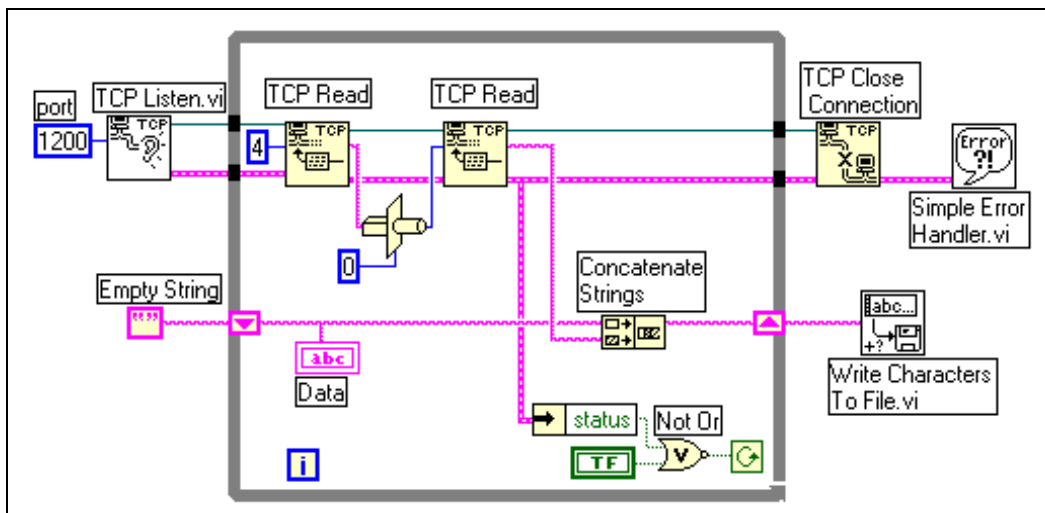 port
1200
TCP Listen.vi
TCP
TCP Read
4
TCP
TCP Read
TCP
0
TCP Close
Connection
TCP
Error
?!
Simple Error
Handler.vi
Empty String
Concatenate
Strings
abc
Data
abc...
+?
Write Characters
To File.vi
status
Not Or
V
TF
i